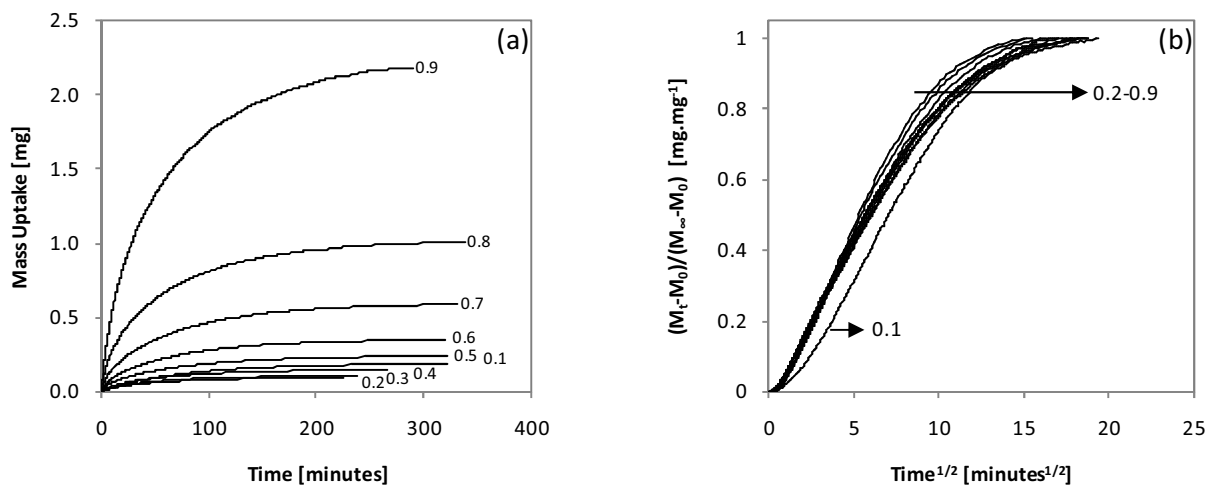 (a)
2.5
2.0
1.5
1.0
0.5
0.0
Mass Uptake [mg]
0.9
0.8
0.7
0.6
0.5 0.1
0.2 0.3 0.4
0 100 200 300 400
Time [minutes]
(b)
1
0.8
0.6
0.4
0.2
0
(Mt-M0)/(M∞-M0) [mg.mg-1]
0.2-0.9
0.1
0 5 10 15 20 25
Time1/2 [minutes1/2]